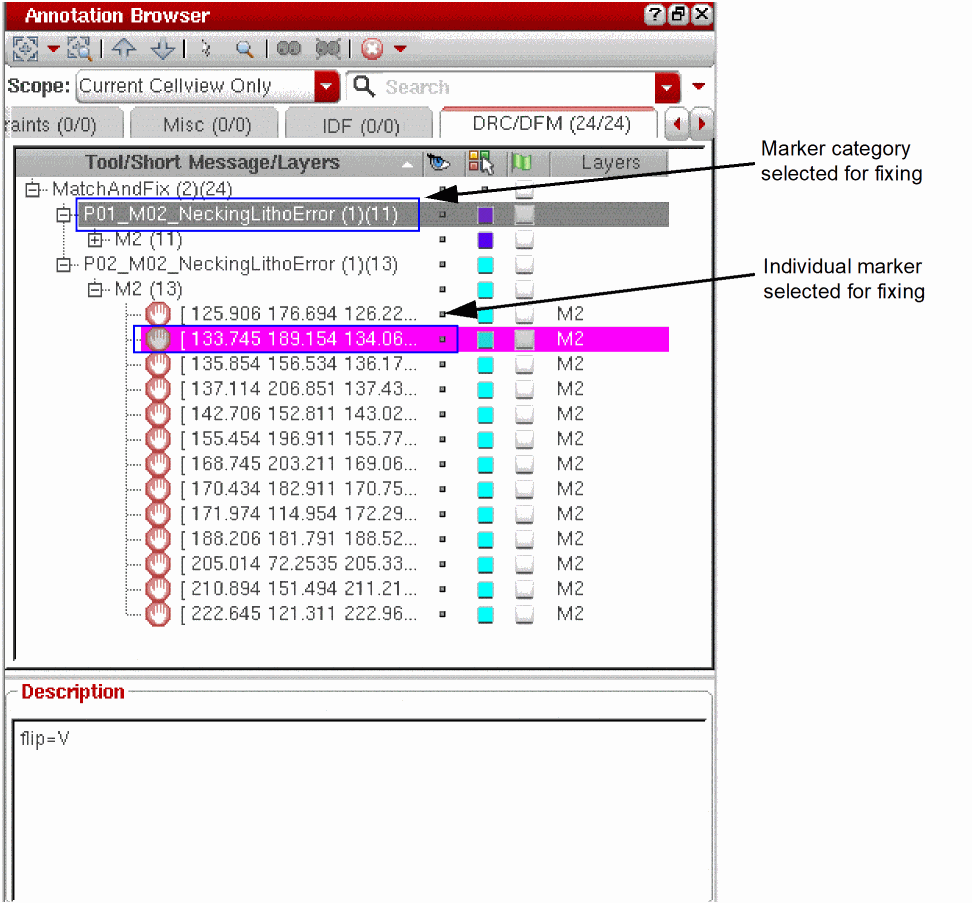 Annotation Browser
Scope: Current Cellview Only Search
raints (0/0) Misc (0/0) IDF (0/0) DRC/DFM (24/24)
Tool/Short Message/Layers Layers
MatchAndFix (2)(24)
P01_M02_NeckingLithoError (1)(11)
M2 (11)
P02_M02_NeckingLithoError (1)(13)
M2 (13)
[ 125.906 176.694 126.22... M2
[ 133.745 189.154 134.06... M2
[ 135.854 156.534 136.17... M2
[ 137.114 206.851 137.43... M2
[ 142.706 152.811 143.02... M2
[ 155.454 196.911 155.77... M2
[ 168.745 203.211 169.06... M2
[ 170.434 182.911 170.75... M2
[ 171.974 114.954 172.29... M2
[ 188.206 181.791 188.52... M2
[ 205.014 72.2535 205.33... M2
[ 210.894 151.494 211.21... M2
[ 222.645 121.311 222.96... M2
Marker category
selected for fixing
Individual marker
selected for fixing
Description
flip=V